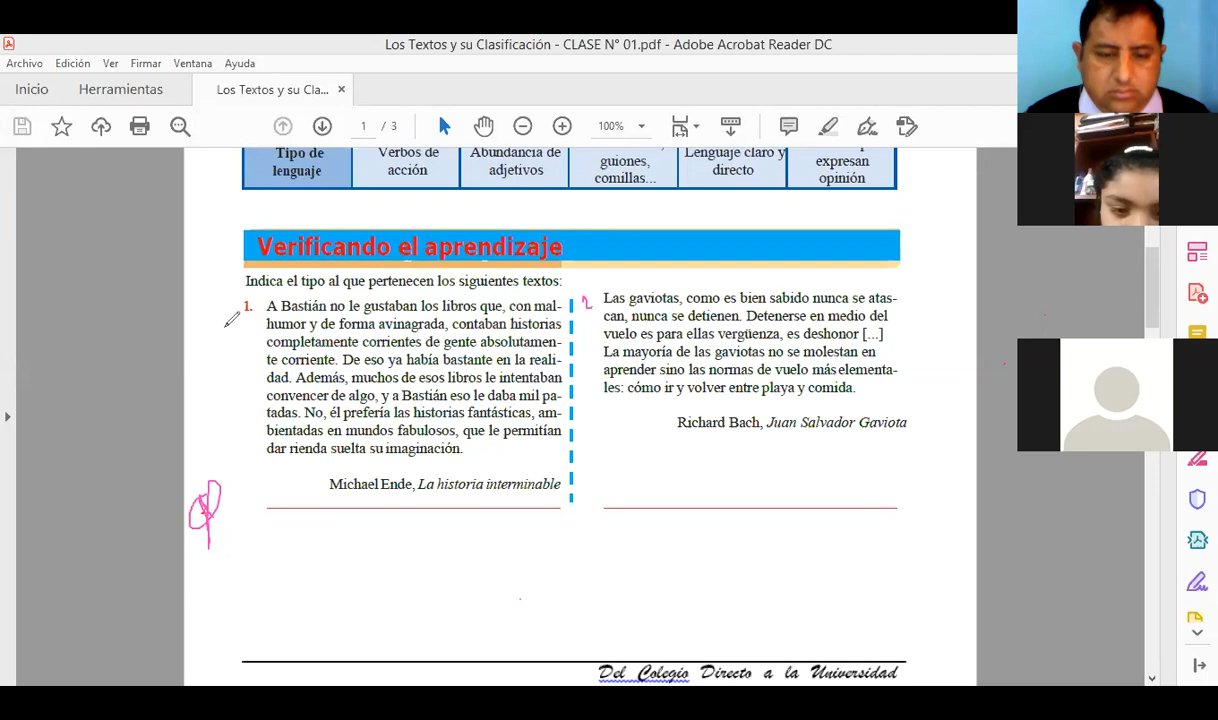 Los Textos y su Clasificación - CLASE N° 01.pdf - Adobe Acrobat Reader DC
Archivo Edición Ver Firmar Ventana Ayuda
Inicio Herramientas Los Textos y su Cla... ×
1 / 3 100%
Tipo de lenguaje
Verbos de acción
Abundancia de adjetivos
guiones, comillas...
Lenguaje claro y directo
expresan opinión
Verificando el aprendizaje
Indica el tipo al que pertenecen los siguientes textos:
1. A Bastián no le gustaban los libros que, con mal-
humor y de forma avinagrada, contaban historias
completamente corrientes de gente absolutamen-
te corriente. De eso ya había bastante en la reali-
dad. Además, muchos de esos libros le intentaban
convencer de algo, y a Bastián eso le daba mil pa-
tadas. No, él prefería las historias fantásticas, am-
bientadas en mundos fabulosos, que le permitían
dar rienda suelta su imaginación.
Michael Ende, La historia interminable
2 Las gaviotas, como es bien sabido nunca se atas-
can, nunca se detienen. Detenerse en medio del
vuelo es para ellas vergüenza, es deshonor [...]
La mayoría de las gaviotas no se molestan en
aprender sino las normas de vuelo más elementa-
les: cómo ir y volver entre playa y comida.
Richard Bach, Juan Salvador Gaviota
Del Colegio Directo a la Universidad